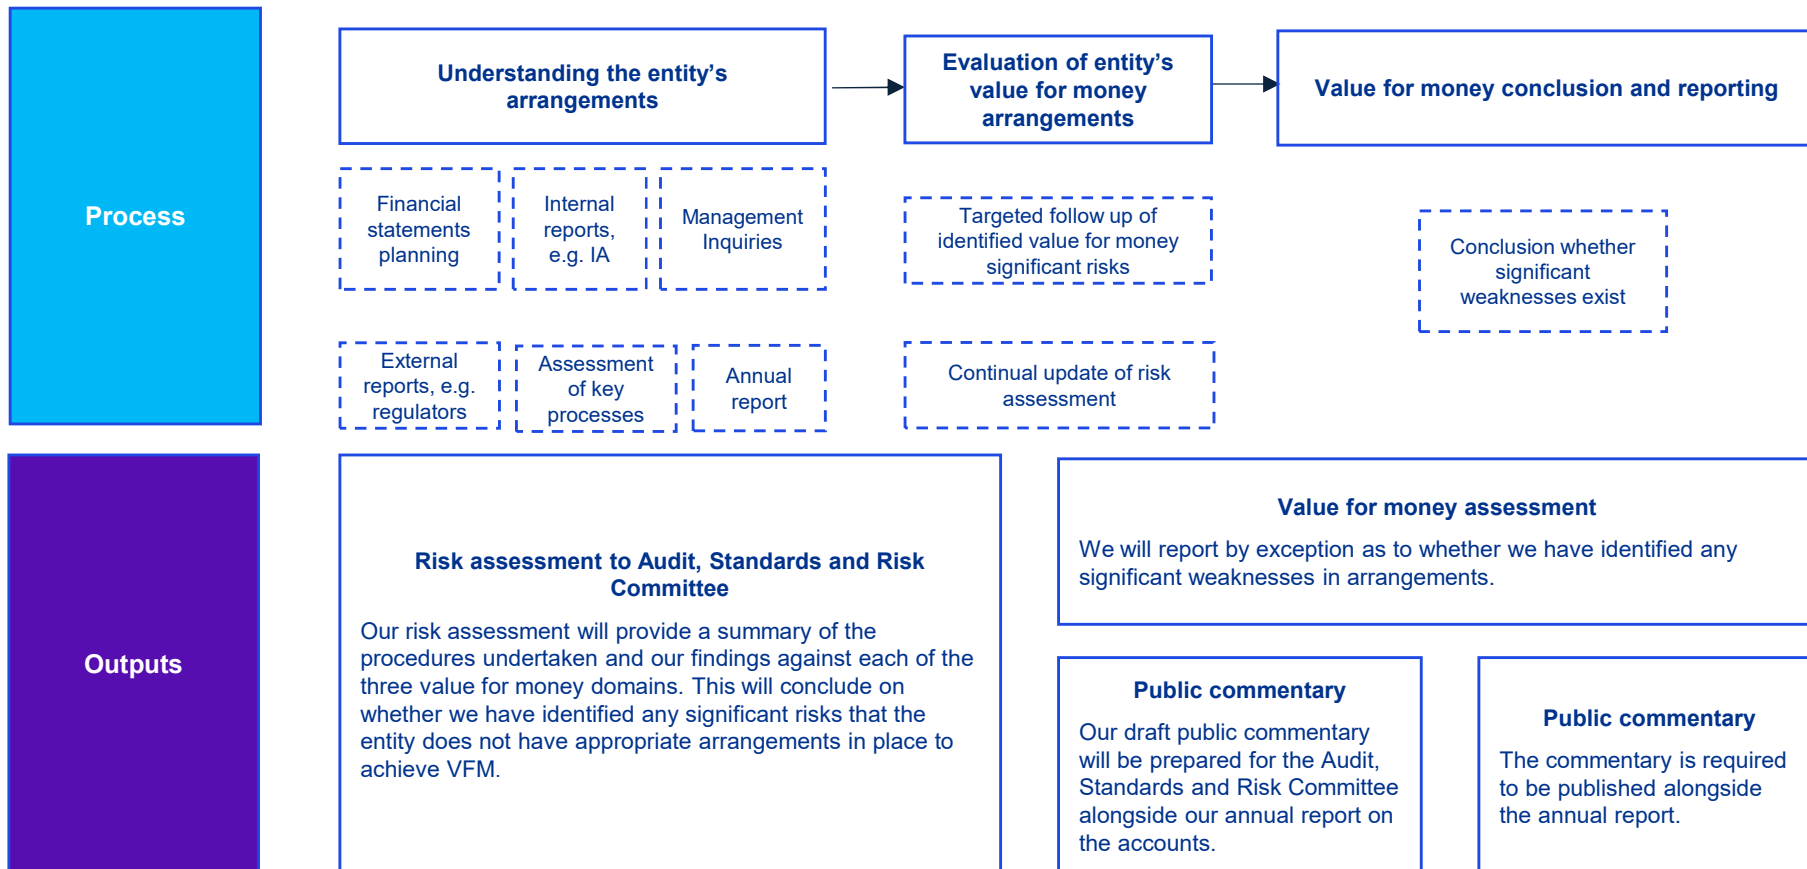 Process
Understanding the entity’s
arrangements
Evaluation of entity’s
value for money
arrangements
Value for money conclusion and reporting
Financial
statements
planning
Internal
reports,
e.g. IA
Management
Inquiries
Targeted follow up of
identified value for money
significant risks
Conclusion whether
significant
weaknesses exist
External
reports, e.g.
regulators
Assessment
of key
processes
Annual
report
Continual update of risk
assessment
Outputs
Risk assessment to Audit, Standards and Risk
Committee
Our risk assessment will provide a summary of the
procedures undertaken and our findings against each of the
three value for money domains. This will conclude on
whether we have identified any significant risks that the
entity does not have appropriate arrangements in place to
achieve VFM.
Value for money assessment
We will report by exception as to whether we have identified any
significant weaknesses in arrangements.
Public commentary
Our draft public commentary
will be prepared for the Audit,
Standards and Risk Committee
alongside our annual report on
the accounts.
Public commentary
The commentary is required
to be published alongside
the annual report.